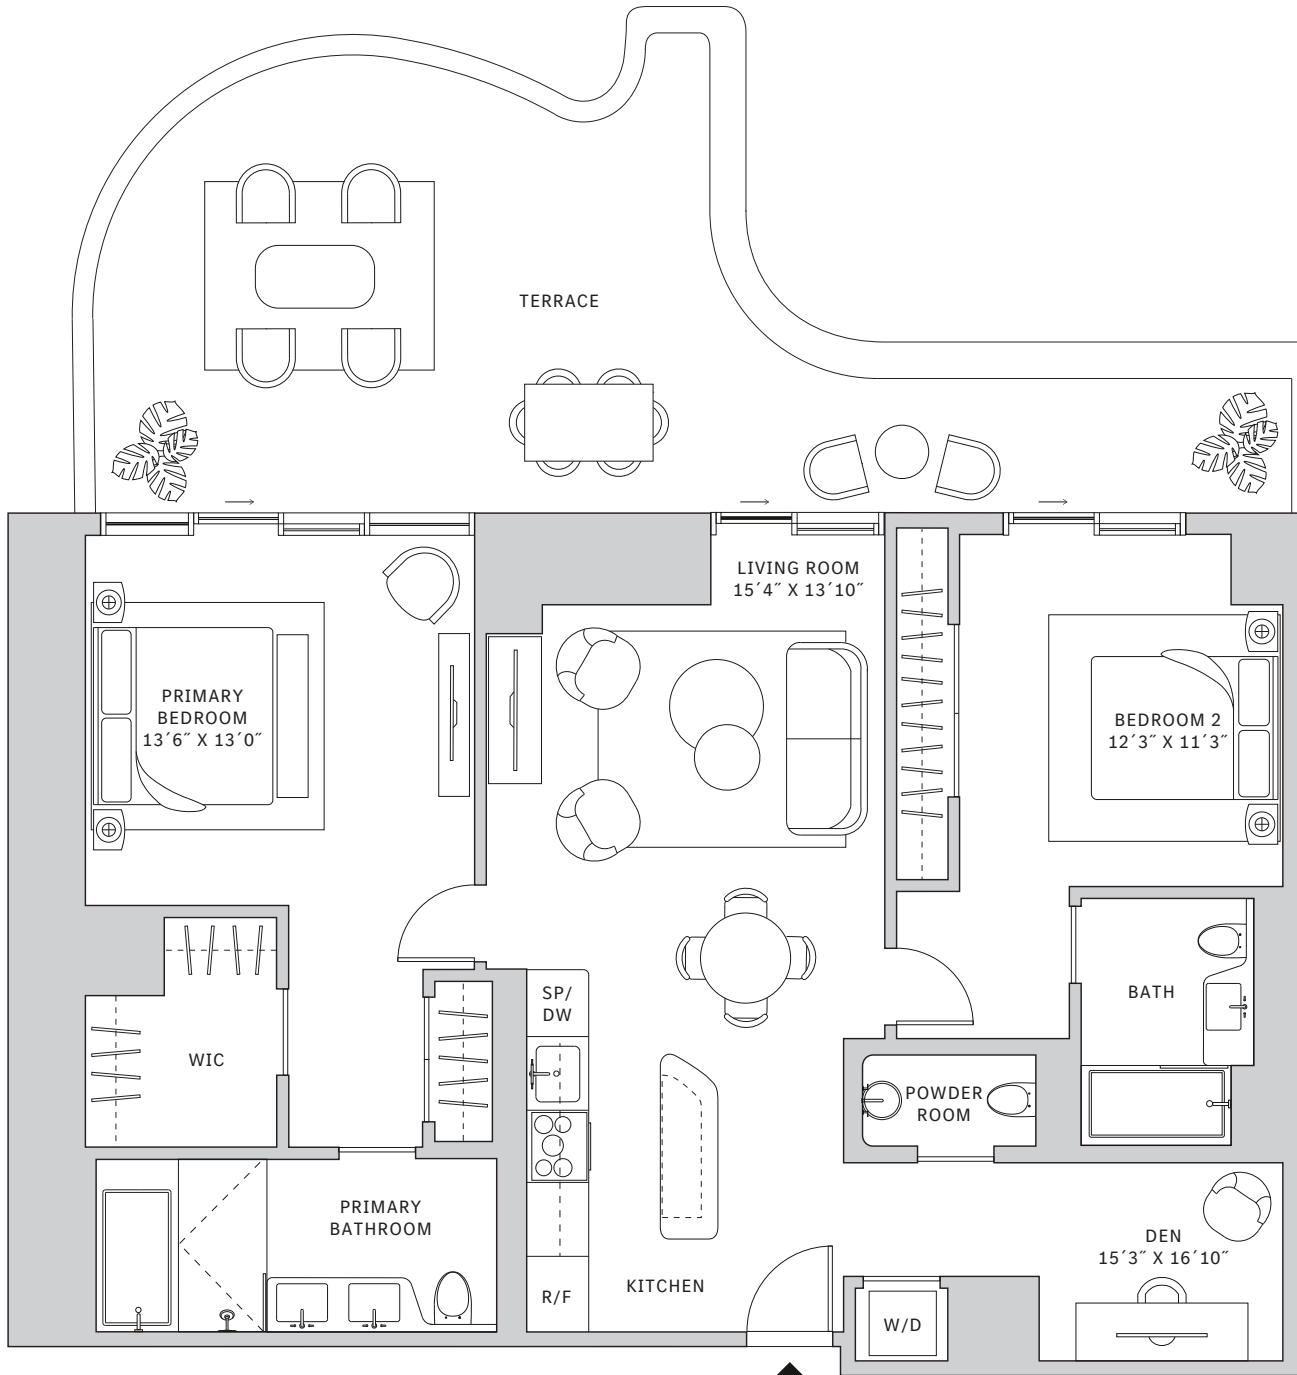 TERRACE
LIVING ROOM
15´4˝ X 13´10˝
PRIMARY
BEDROOM
13´6˝ X 13´0˝
BEDROOM 2
12´3˝ X 11´3˝
SP/
DW
BATH
WIC
POWDER
ROOM
PRIMARY
BATHROOM
DEN
15´3˝ X 16´10˝
KITCHEN
R/F
W/D